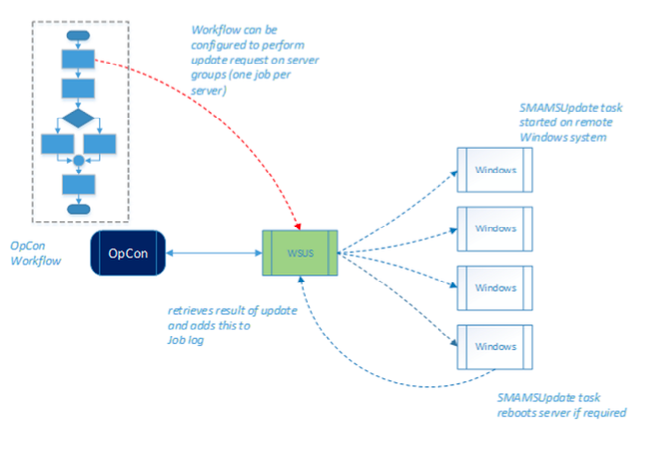 Workflow can be
configured to perform
update request on server
groups (one job per
server)
SMAMSUpdate task
started on remote
Windows system
Windows
Windows
OpCon
Workflow
OpCon
WSUS
Windows
retrieves result of update
and adds this to
Job log
Windows
SMAMSUpdate task
reboots server if required